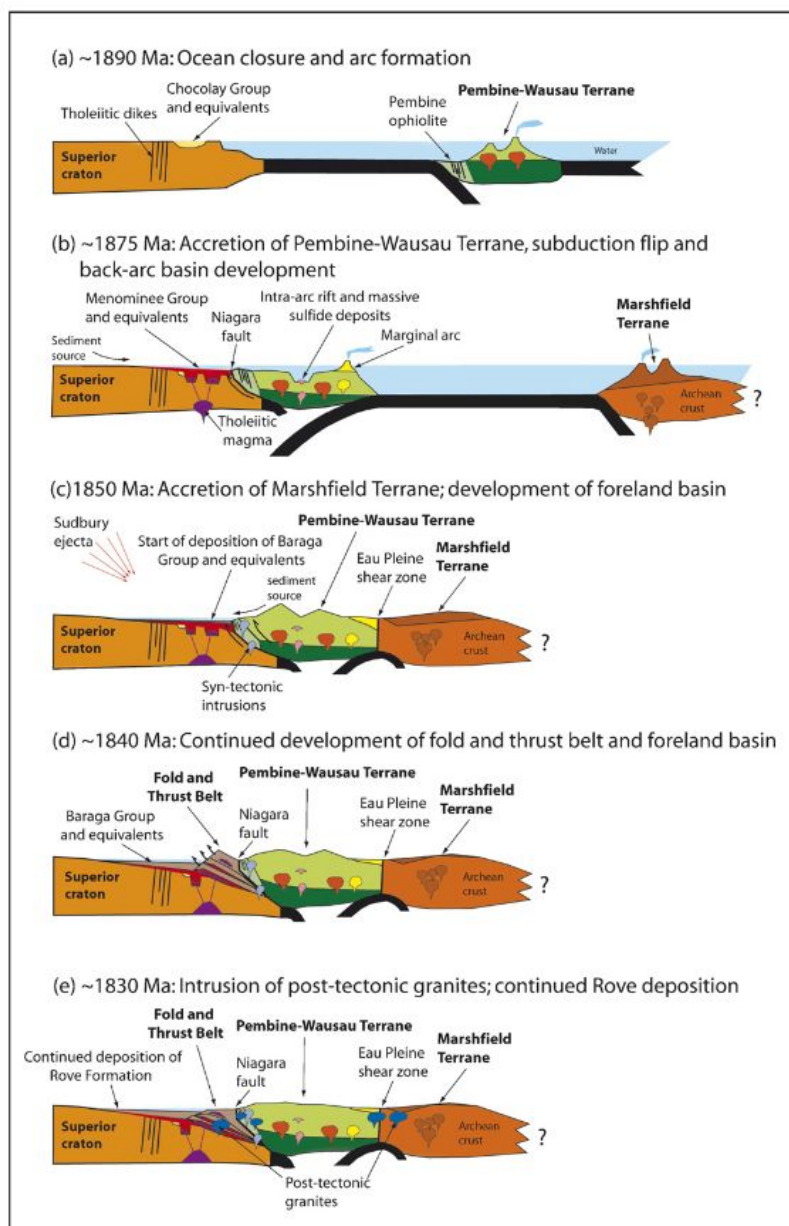 (a) ~1890 Ma: Ocean closure and arc formation
Chocolay Group
and equivalents
Tholeiitic dikes
Pembine-Wausau Terrane
Pembine
ophiolite
Superior
craton
Water
(b) ~1875 Ma: Accretion of Pembine-Wausau Terrane, subduction flip and
back-arc basin development
Menominee Group
and equivalents
Niagara
fault
Intra-arc rift and massive
sulfide deposits
Marshfield
Terrane
Sediment
source
Marginal arc
Superior
craton
Tholeiitic
magma
Archean
crust
?
(c)1850 Ma: Accretion of Marshfield Terrane; development of foreland basin
Sudbury
ejecta
Pembine-Wausau Terrane
Start of deposition of Baraga
Group and equivalents
Marshfield
Terrane
Eau Pleine
shear zone
sediment
source
Superior
craton
Archean
crust
?
Syn-tectonic
intrusions
(d) ~1840 Ma: Continued development of fold and thrust belt and foreland basin
Fold and
Thrust Belt
Pembine-Wausau Terrane
Marshfield
Terrane
Baraga Group
and equivalents
Niagara
fault
Eau Pleine
shear zone
Superior
craton
Archean
crust
?
(e) ~1830 Ma: Intrusion of post-tectonic granites; continued Rove deposition
Fold and
Thrust Belt
Pembine-Wausau Terrane
Marshfield
Terrane
Continued deposition of
Rove Formation
Niagara
fault
Eau Pleine
shear zone
Superior
craton
Archean
crust
?
Post-tectonic
granites